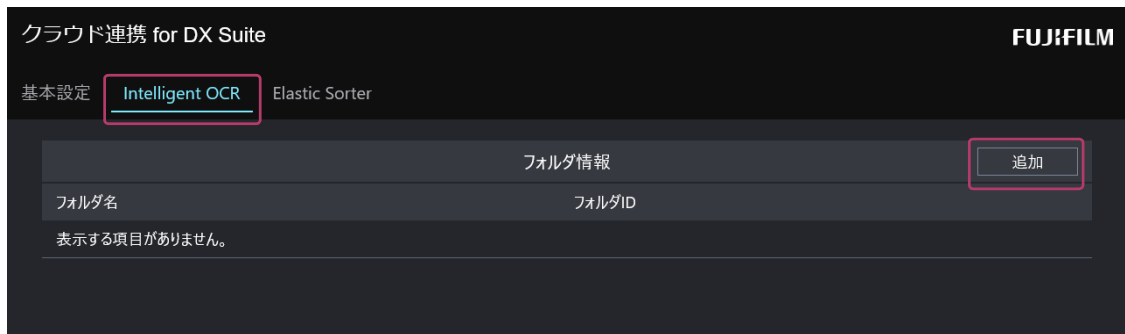 クラウド連携 for DX Suite
FUJIFILM
基本設定 Intelligent OCR Elastic Sorter
フォルダ情報 追加
フォルダ名 フォルダID
表示する項目がありません。